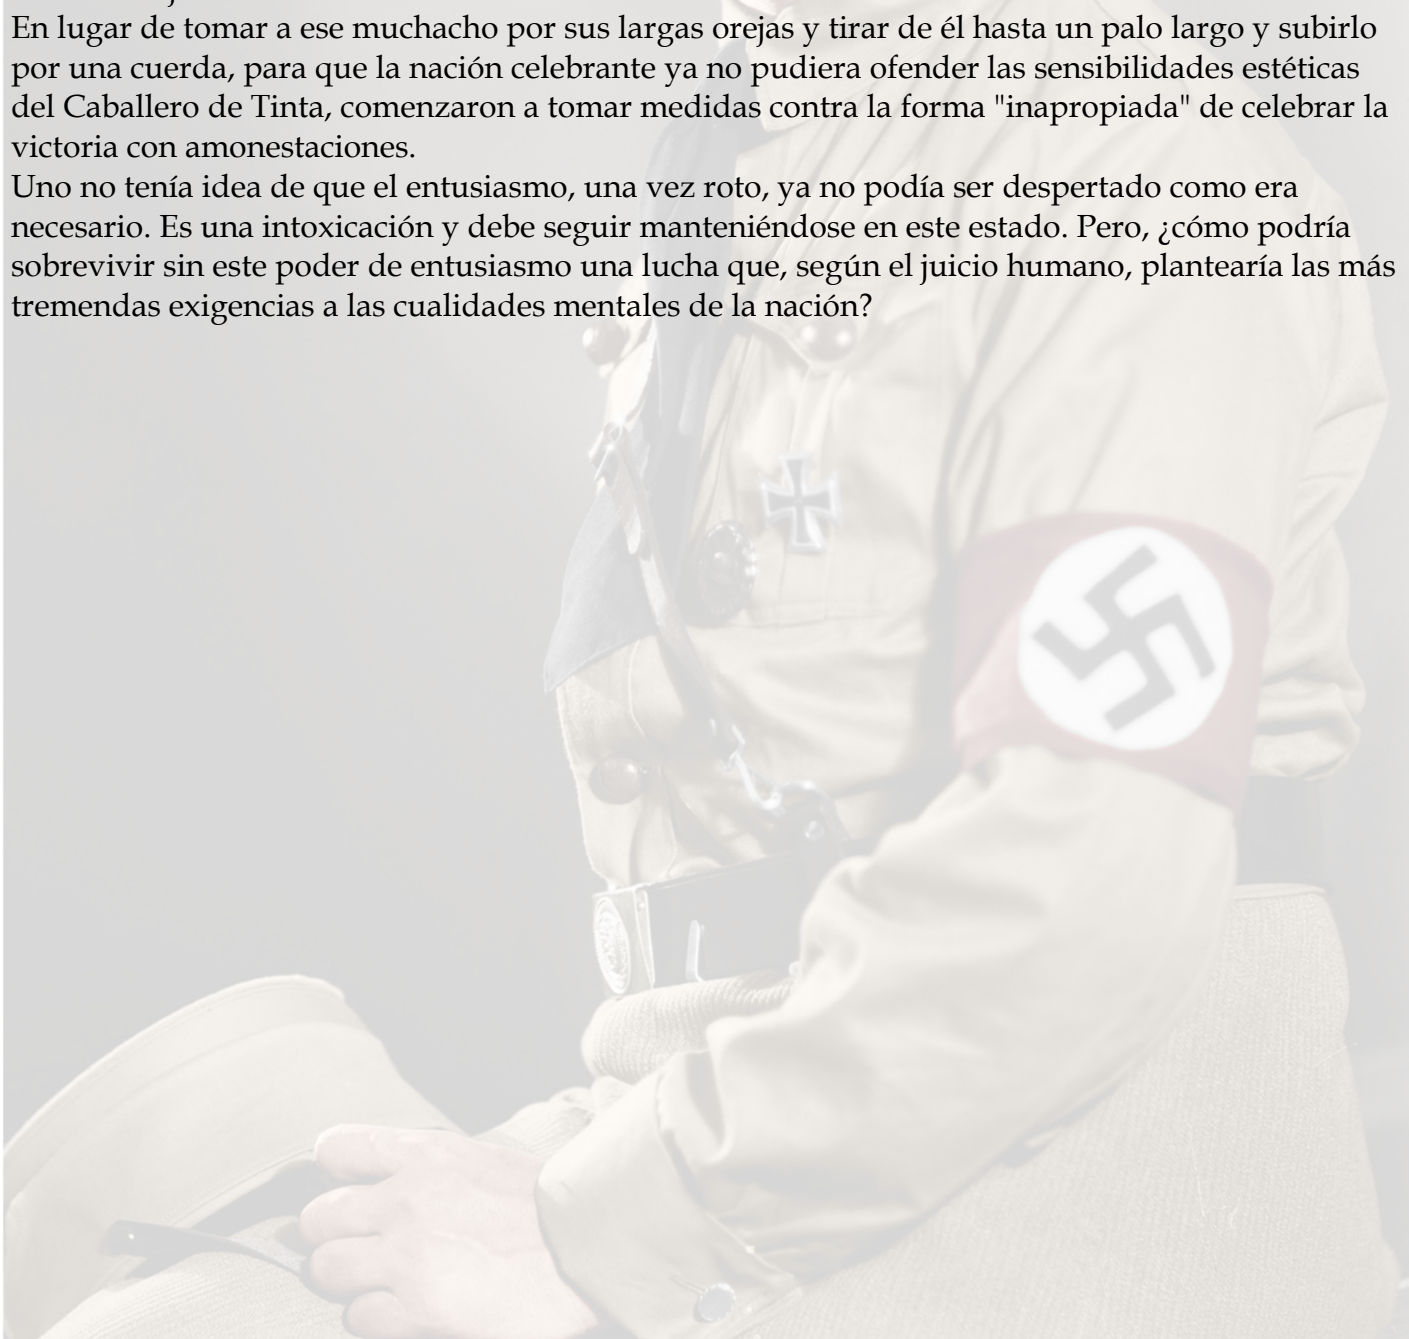 En lugar de tomar a ese muchacho por sus largas orejas y tirar de él hasta un palo largo y subirlo
por una cuerda, para que la nación celebrante ya no pudiera ofender las sensibilidades estéticas
del Caballero de Tinta, comenzaron a tomar medidas contra la forma "inapropiada" de celebrar la
victoria con amonestaciones.
Uno no tenía idea de que el entusiasmo, una vez roto, ya no podía ser despertado como era
necesario. Es una intoxicación y debe seguir manteniéndose en este estado. Pero, ¿cómo podría
sobrevivir sin este poder de entusiasmo una lucha que, según el juicio humano, plantearía las más
tremendas exigencias a las cualidades mentales de la nación?